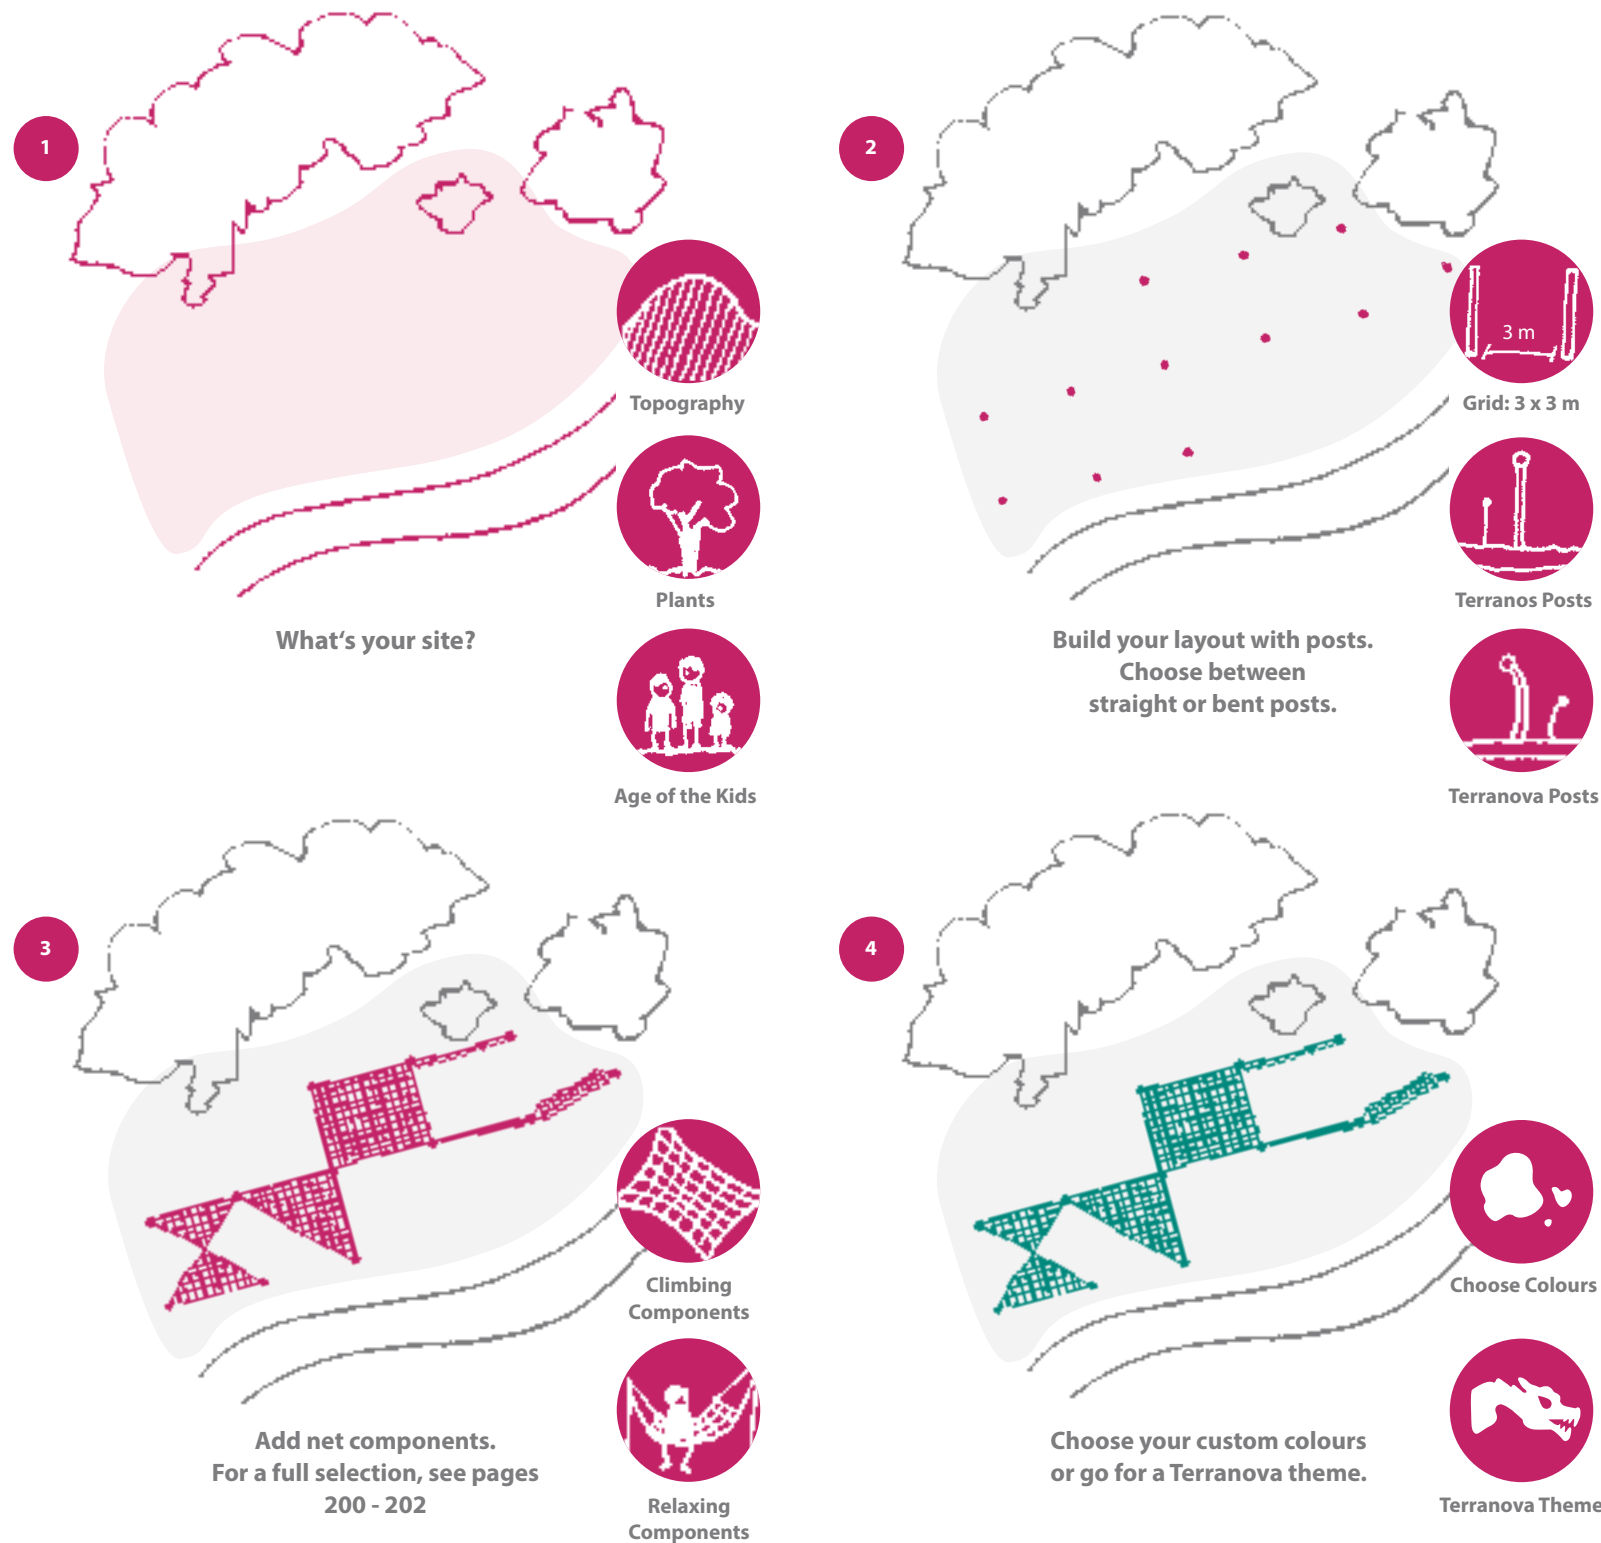 1
Topography
Plants
What‘s your site?
Age of the Kids
2
3 m
Grid: 3 x 3 m
Terranos Posts
Build your layout with posts.
Choose between
straight or bent posts.
Terranova Posts
3
Climbing
Components
Add net components.
For a full selection, see pages
200 - 202
Relaxing
Components
4
Choose Colours
Choose your custom colours
or go for a Terranova theme.
Terranova Theme